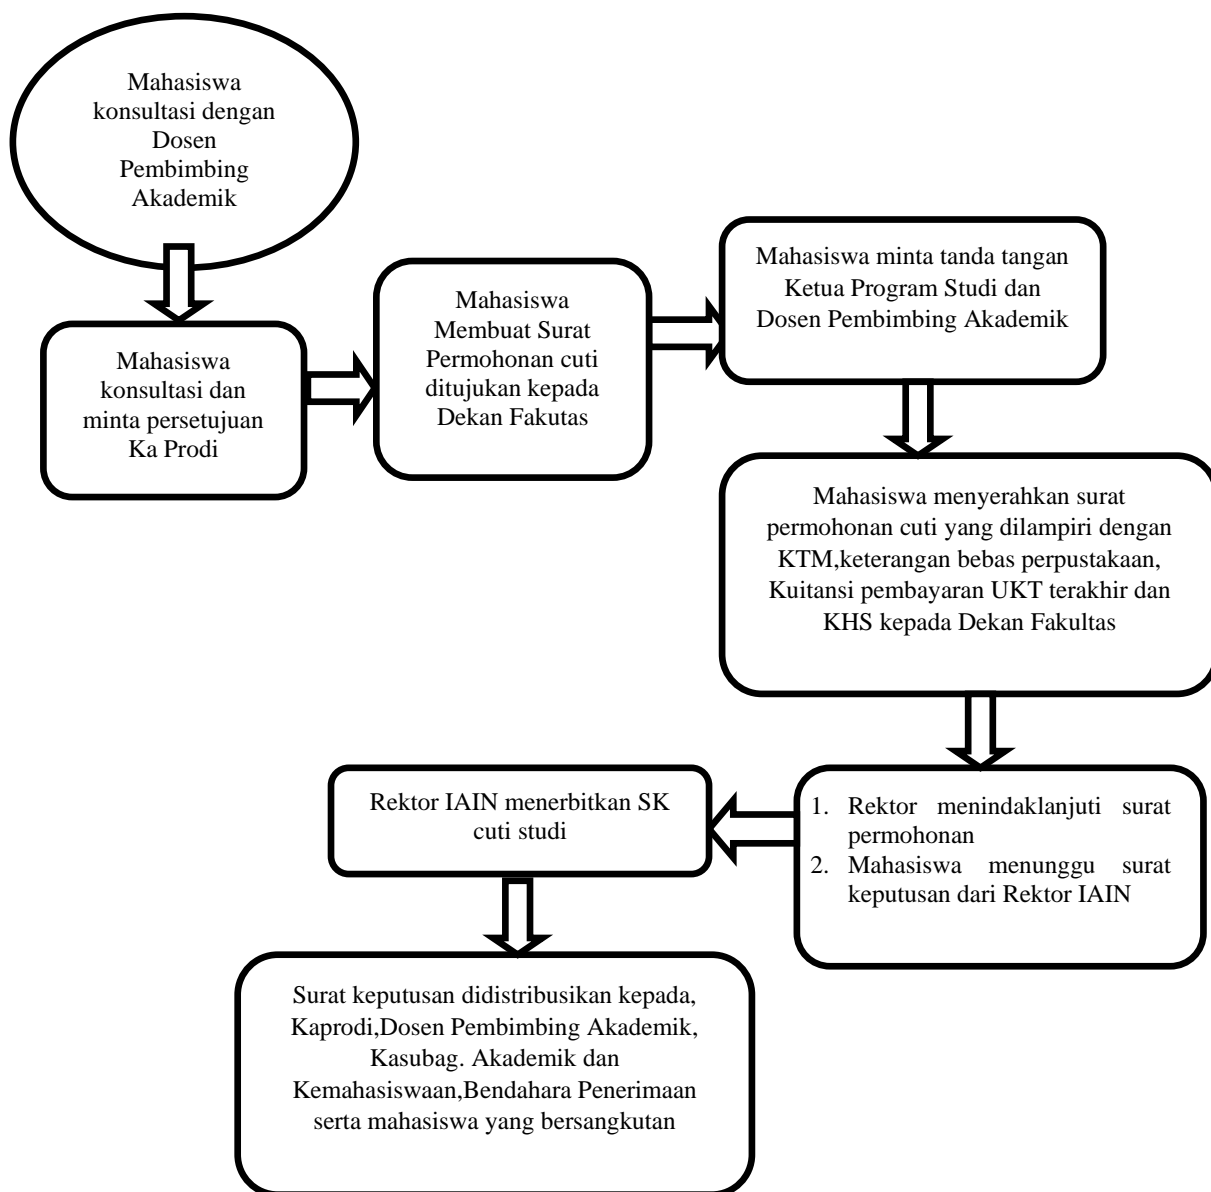 Mahasiswa
konsultasi dengan
Dosen
Pembimbing
Akademik
Mahasiswa
konsultasi dan
minta persetujuan
Ka Prodi
Mahasiswa
Membuat Surat
Permohonan cuti
ditujukan kepada
Dekan Fakutas
Mahasiswa minta tanda tangan
Ketua Program Studi dan
Dosen Pembimbing Akademik
Mahasiswa menyerahkan surat
permohonan cuti yang dilampiri dengan
KTM,keterangan bebas perpustakaan,
Kuitansi pembayaran UKT terakhir dan
KHS kepada Dekan Fakultas
1. Rektor menindaklanjuti surat
permohonan
2. Mahasiswa menunggu surat
keputusan dari Rektor IAIN
Rektor IAIN menerbitkan SK
cuti studi
Surat keputusan didistribusikan kepada,
Kaprodi,Dosen Pembimbing Akademik,
Kasubag. Akademik dan
Kemahasiswaan,Bendahara Penerimaan
serta mahasiswa yang bersangkutan